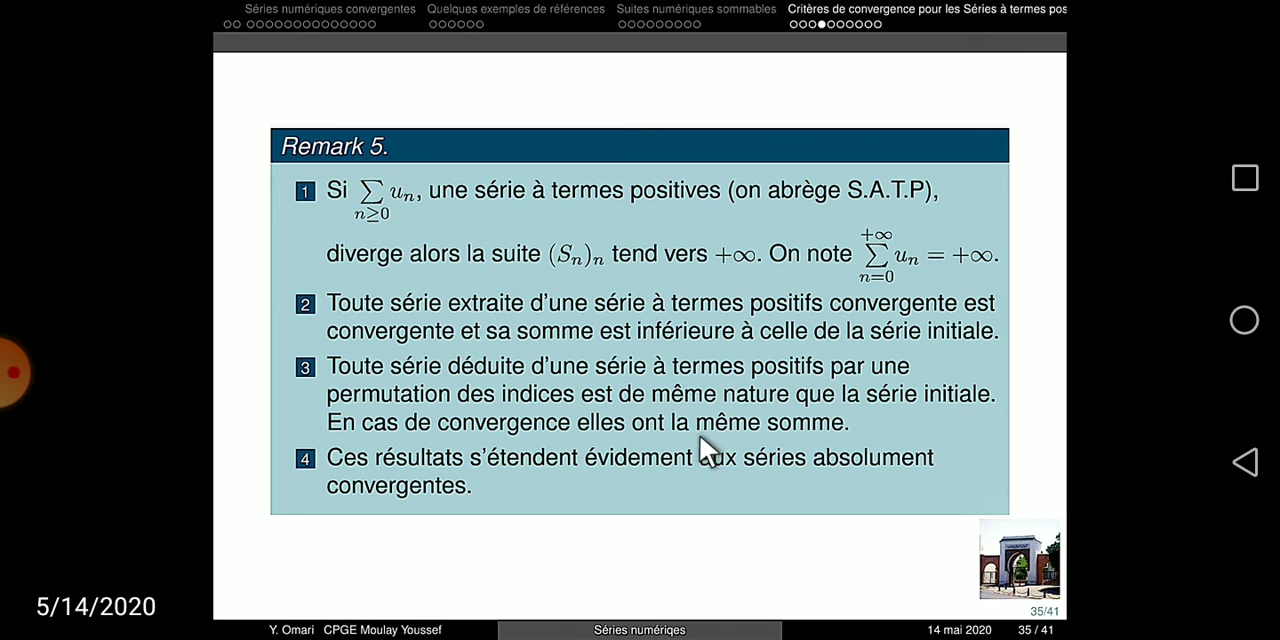 Séries numériques convergentes Quelques exemples de références Suites numériques sommables Critères de convergence pour les Séries à termes pos
Remark 5.
1 Si ∑ uₙ, une série à termes positives (on abrège S.A.T.P),
n≥0
+∞
diverge alors la suite (Sₙ)ₙ tend vers +∞. On note ∑ uₙ = +∞.
n=0
2 Toute série extraite d'une série à termes positifs convergente est
convergente et sa somme est inférieure à celle de la série initiale.
3 Toute série déduite d'une série à termes positifs par une
permutation des indices est de même nature que la série initiale.
En cas de convergence elles ont la même somme.
4 Ces résultats s'étendent évidement aux séries absolument
convergentes.
35/41
5/14/2020
Y. Omari CPGE Moulay Youssef Séries numériqes 14 mai 2020 35 / 41